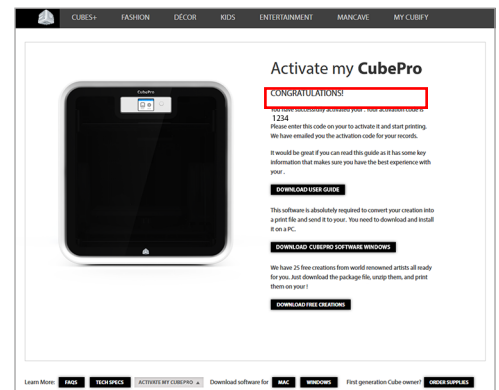 CUBES+ FASHION DÉCOR KIDS ENTERTAINMENT MANCAVE MY CUBIFY
Activate my CubePro
CubePro
CONGRATULATIONS!
You have successfully activated your . Your activation code is
1234
Please enter this code on your to activate it and start printing.
We have emailed you the activation code for your records.
It would be great if you can read this guide as it has some key
information that makes sure you have the best experience with
your .
DOWNLOAD USER GUIDE
This software is absolutely required to convert your creation into
a print file and send it to your. You need to download and install
it on a PC.
DOWNLOAD CUBEPRO SOFTWARE WINDOWS
We have 25 free creations from world renowned artists all ready
for you. Just download the package file, unzip them, and print
them on your !
DOWNLOAD FREE CREATIONS
Learn More: FAQS TECH SPECS ACTIVATE MY CUBEPRO Download software for MAC WINDOWS First generation Cube owner? ORDER SUPPLIES